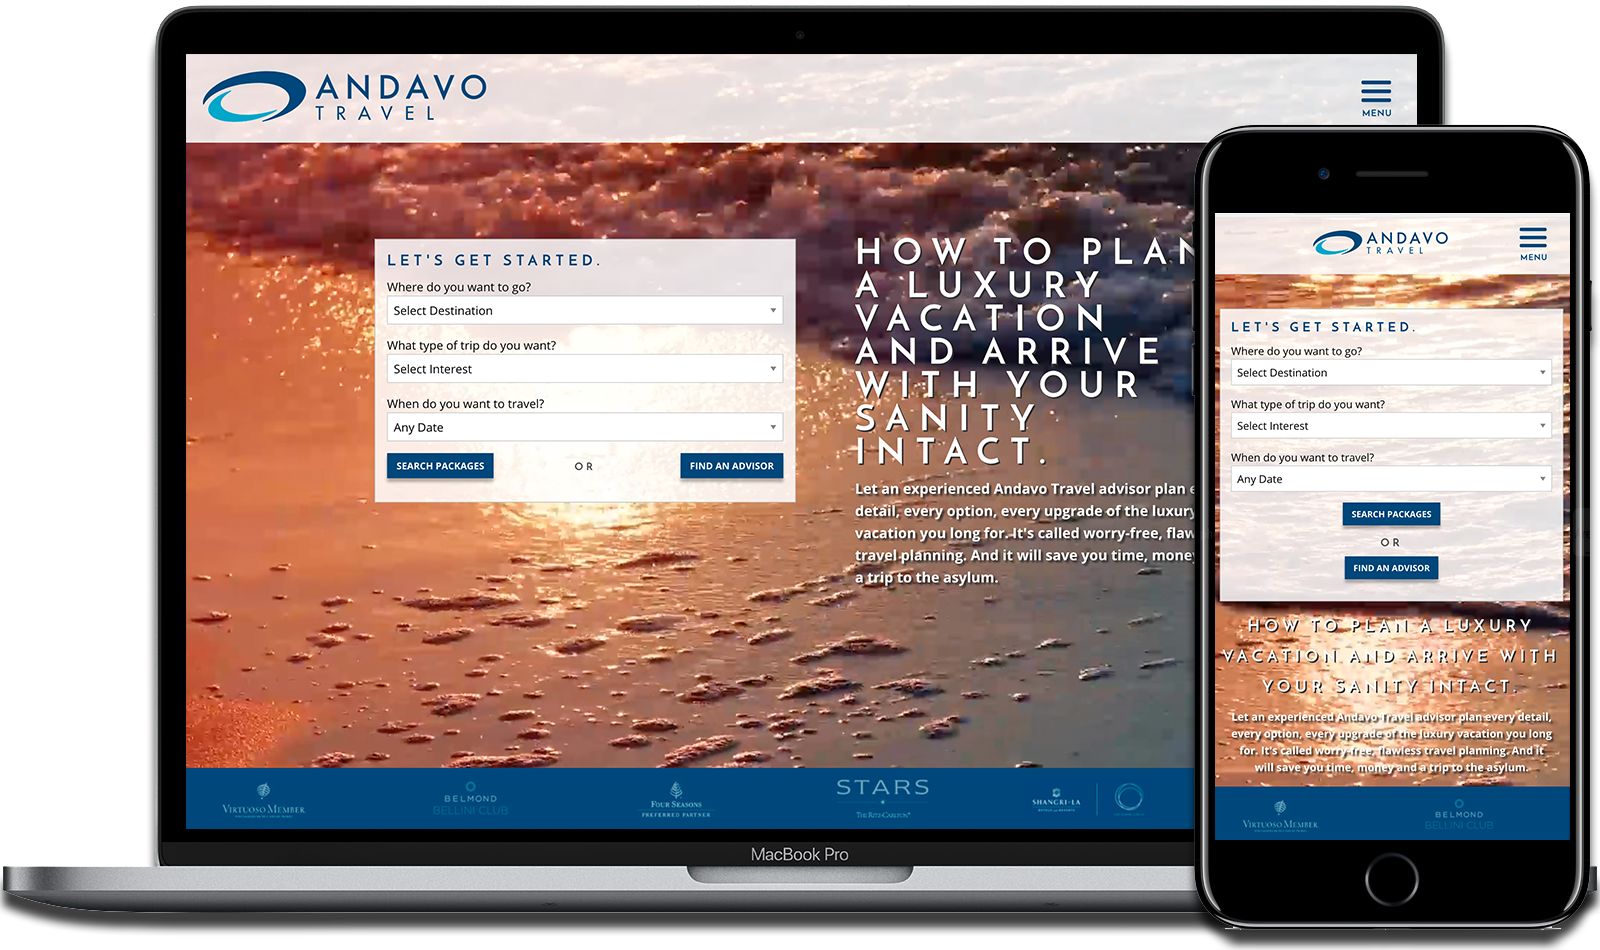 ANDAVO
TRAVEL
MENU
LET'S GET STARTED.
Where do you want to go?
Select Destination
What type of trip do you want?
Select Interest
When do you want to travel?
Any Date
SEARCH PACKAGES
OR
FIND AN ADVISOR
HOW TO PLAN
A LUXURY
VACATION
AND ARRIVE
WITH YOUR
SANITY
INTACT.
Let an experienced Andavo Travel advisor plan
detail, every option, every upgrade of the luxury
vacation you long for. It's called worry-free,
travel planning. And it will save you time, money
a trip to the asylum.
VIRTUOSO MEMBER
BELMOND
BELLINI CLUB
FOUR SEASONS
PREFERRED PARTNER
STARS
THE RITZ-CARLTON
SHANGRI-LA
MacBook Pro
ANDAVO
TRAVEL
MENU
LET'S GET STARTED.
Where do you want to go?
Select Destination
What type of trip do you want?
Select Interest
When do you want to travel?
Any Date
SEARCH PACKAGES
OR
FIND AN ADVISOR
HOW TO PLAN A LUXURY
VACATION AND ARRIVE WITH
YOUR SANITY INTACT.
Let an experienced Andavo Travel advisor plan every detail,
every option, every upgrade of the luxury vacation you long
for. It's called worry-free, flawless travel planning. And it
will save you time, money and a trip to the asylum.
VIRTUOSO MEMBER
BELMOND
BELLINI CLUB